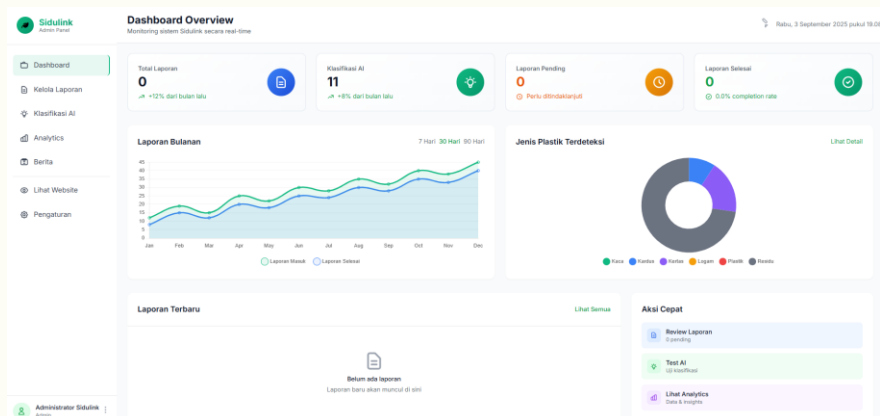 Sidulink
Admin Panel
Dashboard
Kelola Laporan
Klasifikasi AI
Analytics
Berita
Lihat Website
Pengaturan
Administrator Sidulink
Admin
Dashboard Overview
Monitoring sistem Sidulink secara real-time
Rabu, 3 September 2025 pukul 19.08
Total Laporan
0
+12% dari bulan lalu
Klasifikasi AI
11
+8% dari bulan lalu
Laporan Pending
0
Perlu ditindaklanjuti
Laporan Selesai
0
0.0% completion rate
Laporan Bulanan
7 Hari 30 Hari 90 Hari
45
40
35
30
25
20
15
10
5
0
Jan Feb Mar Apr May Jun Jul Aug Sep Oct Nov Dec
Laporan Masuk Laporan Selesai
Jenis Plastik Terdeteksi
Lihat Detail
Kaca Kardus Kertas Logam Plastik Residu
Laporan Terbaru
Lihat Semua
Belum ada laporan
Laporan baru akan muncul di sini
Aksi Cepat
Review Laporan
0 pending
Test AI
Uji klasifikasi
Lihat Analytics
Data & insights